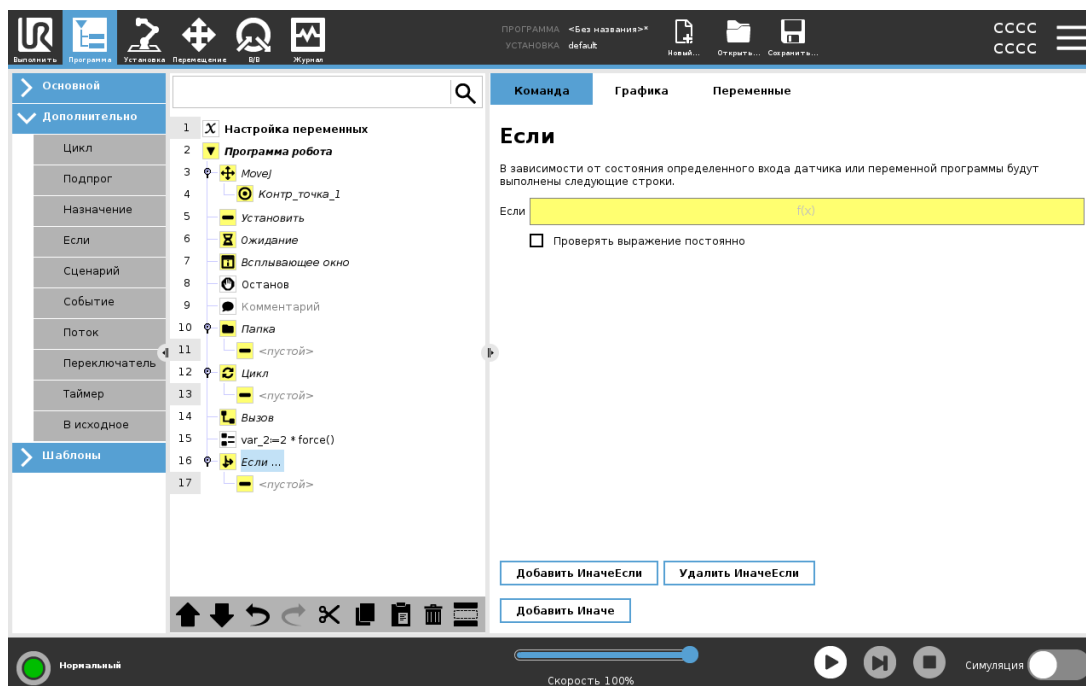 ПРОГРАММА <Без названия>*
УСТАНОВКА default
CCCC
CCCC
Выполнить Программа Установка Перемещение В/В Журнал
Новый... Открыть... Сохранить...
Основной
Дополнительно
Цикл
Подпрог
Назначение
Если
Сценарий
Событие
Поток
Переключатель
Таймер
В исходное
Шаблоны
1 X Настройка переменных
2 Программа робота
3 MoveJ
4 Контр_точка_1
5 Установить
6 Ожидание
7 Всплывающее окно
8 Останов
9 Комментарий
10 Папка
11 <пустой>
12 Цикл
13 <пустой>
14 Вызов
15 var_2:=2 * force()
16 Если ...
17 <пустой>
Команда Графика Переменные
Если
В зависимости от состояния определенного входа датчика или переменной программы будут
выполнены следующие строки.
Если f(x)
Проверять выражение постоянно
Добавить ИначеЕсли Удалить ИначеЕсли
Добавить Иначе
Нормальный
Скорость 100%
Симуляция